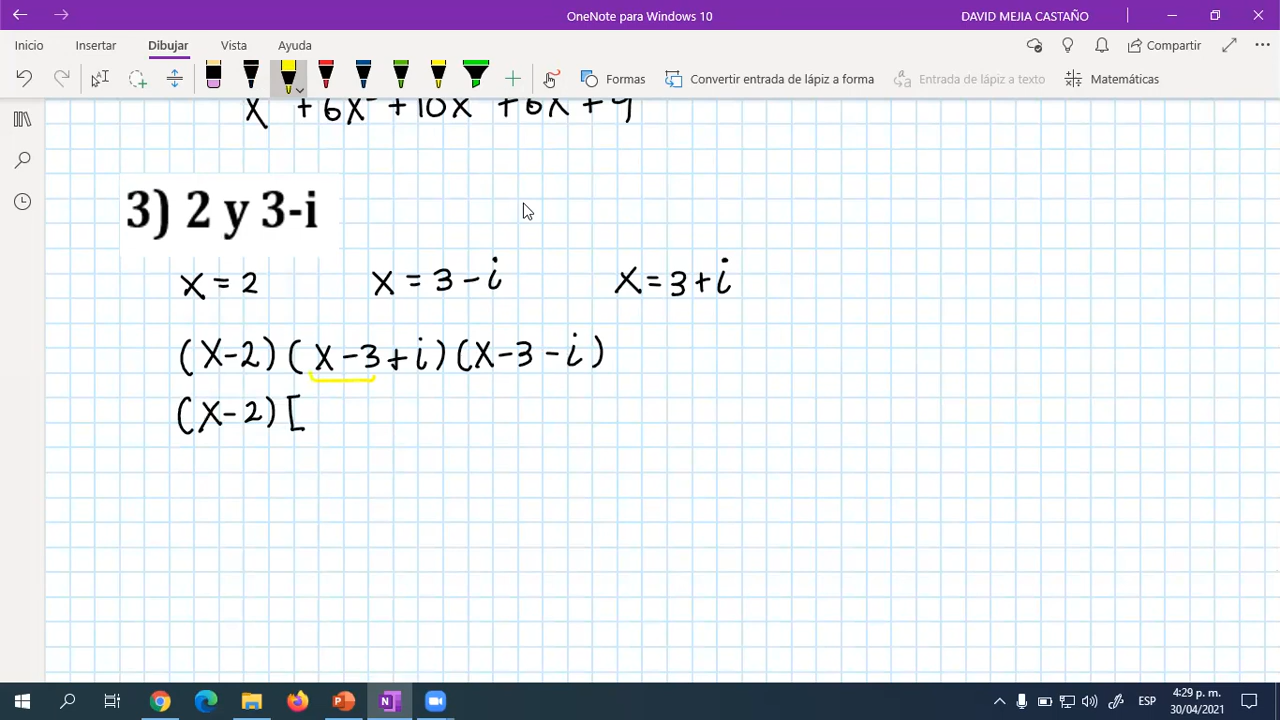 OneNote para Windows 10
DAVID MEJIA CASTAÑO
Inicio Insertar Dibujar Vista Ayuda
Compartir
Formas Convertir entrada de lápiz a forma Entrada de lápiz a texto Matemáticas
3) 2 y 3-i
x = 2 x = 3 - i x = 3 + i
(x-2)(x-3+i)(x-3-i)
(x-2)[
ESP
4:29 p. m.
30/04/2021